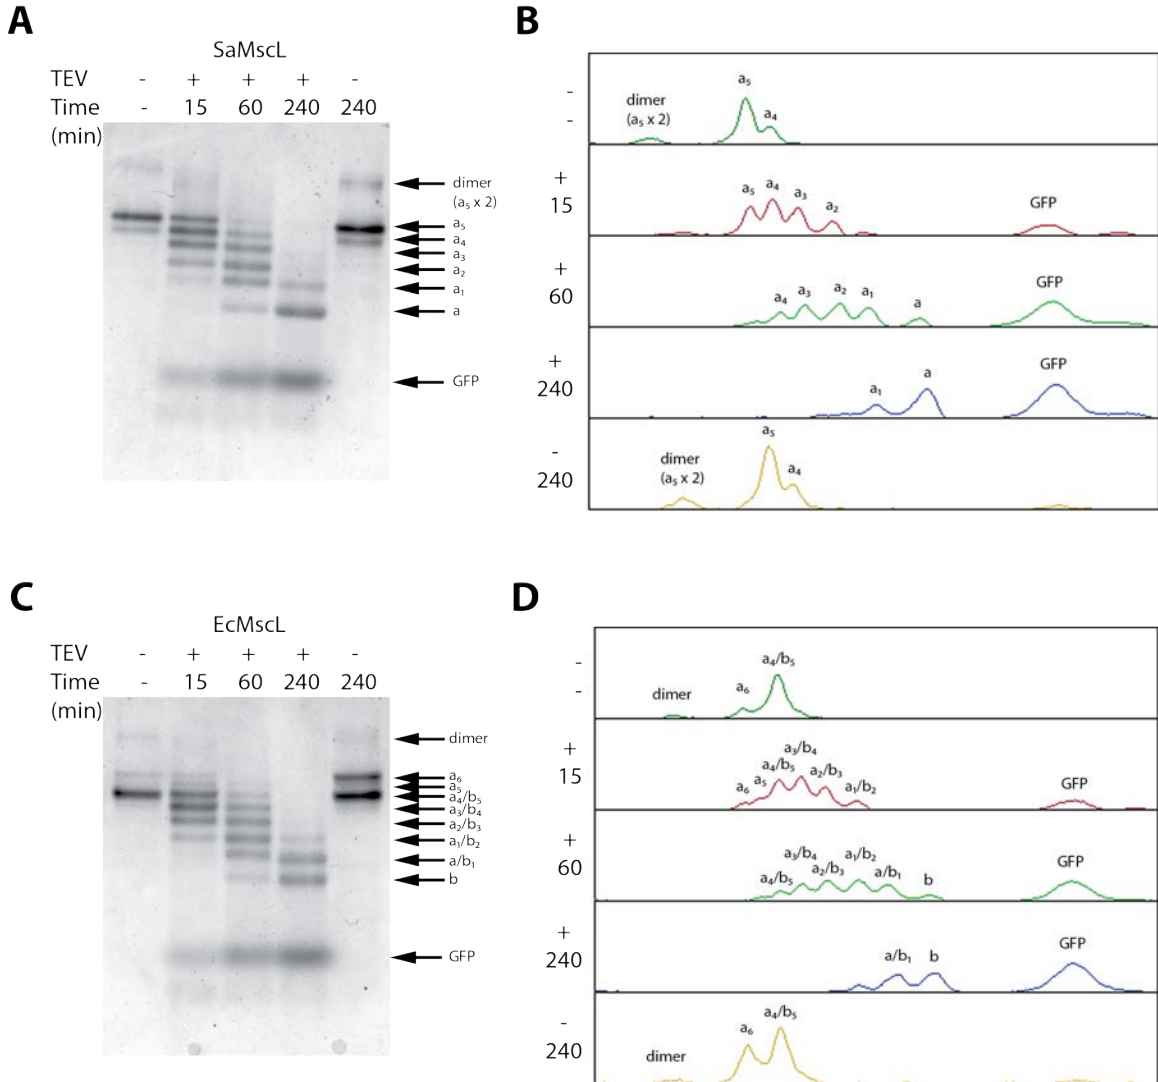 A
SaMscL
TEV - + + + -
Time - 15 60 240 240
(min)
dimer
(a₅ x 2)
a₅
a₄
a₃
a₂
a₁
a
GFP
B
-
-
dimer
(a₅ x 2)
a₅
a₄
+
15
a₅
a₄
a₃
a₂
GFP
+
60
a₄
a₃
a₂
a₁
a
GFP
+
240
a₁
a
GFP
-
240
dimer
(a₅ x 2)
a₅
a₄
C
EcMscL
TEV - + + + -
Time - 15 60 240 240
(min)
dimer
a₆
a₅
a₄/b₅
a₃/b₄
a₂/b₃
a₁/b₂
a/b₁
b
GFP
D
-
-
dimer
a₆
a₄/b₅
+
15
a₆
a₅
a₄/b₅
a₃/b₄
a₂/b₃
a₁/b₂
GFP
+
60
a₄/b₅
a₃/b₄
a₂/b₃
a₁/b₂
a/b₁
b
GFP
+
240
a/b₁
b
GFP
-
240
dimer
a₆
a₄/b₅